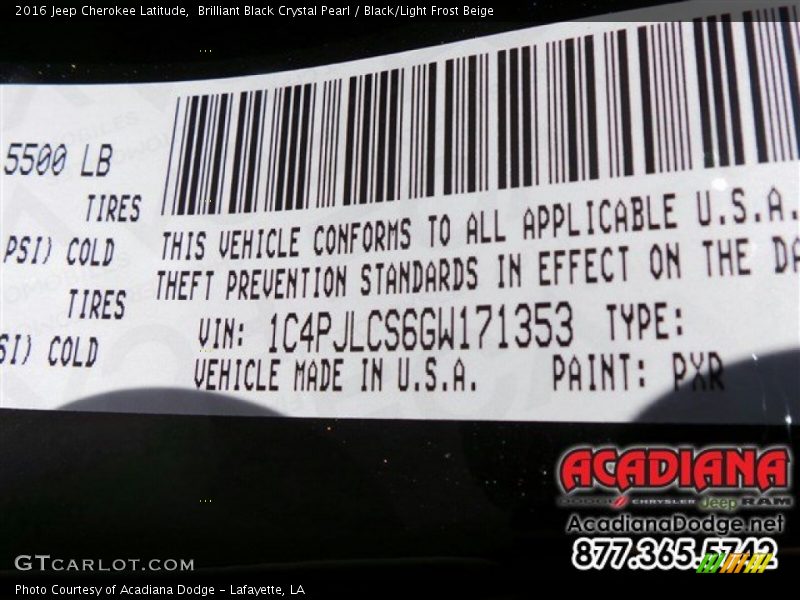 2016 Jeep Cherokee Latitude,  Brilliant Black Crystal Pearl / Black/Light Frost Beige
5500 LB
TIRES
PSI) COLD
TIRES
SI) COLD
THIS VEHICLE CONFORMS TO ALL APPLICABLE U.S.A.
THEFT PREVENTION STANDARDS IN EFFECT ON THE DA
VIN: 1C4PJLCS6GW171353 TYPE:
VEHICLE MADE IN U.S.A. PAINT: PXR
ACADIANA
DODGE CHRYSLER Jeep RAM
AcadianaDodge.net
877.365.5742
GTCARLOT.COM
Photo Courtesy of Acadiana Dodge - Lafayette, LA